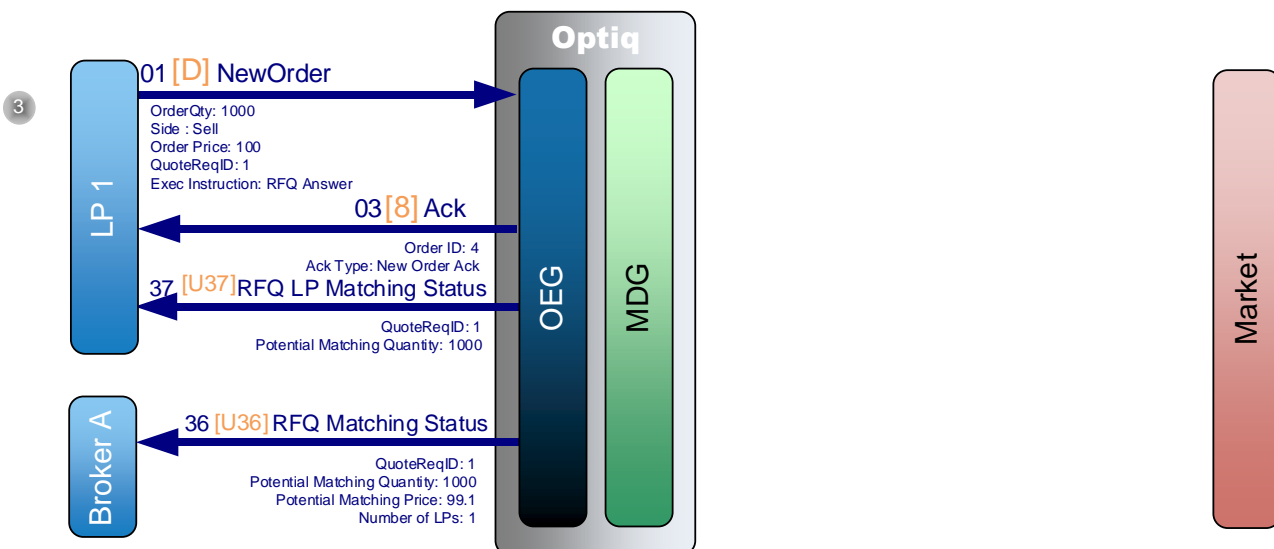 Optiq
3
01 [D] NewOrder
OrderQty: 1000
Side : Sell
Order Price: 100
QuoteReqID: 1
Exec Instruction: RFQ Answer
LP 1
03 [8] Ack
Order ID: 4
Ack Type: New Order Ack
37 [U37]RFQ LP Matching Status
QuoteReqID: 1
Potential Matching Quantity: 1000
OEG
MDG
Market
Broker A
36 [U36] RFQ Matching Status
QuoteReqID: 1
Potential Matching Quantity: 1000
Potential Matching Price: 99.1
Number of LPs: 1